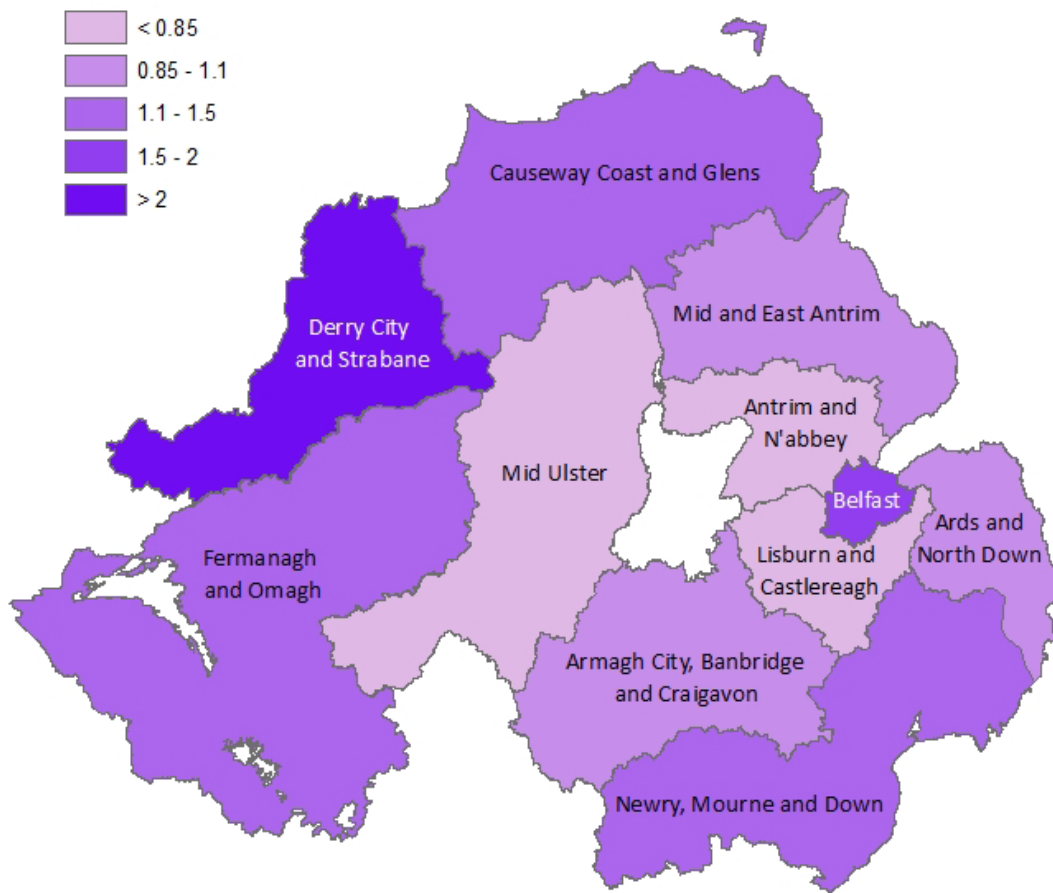 < 0.85
0.85 - 1.1
1.1 - 1.5
1.5 - 2
> 2
Causeway Coast and Glens
Mid and East Antrim
Derry City
and Strabane
Antrim and
N'abbey
Mid Ulster
Belfast
Ards and
North Down
Lisburn and
Castlereagh
Fermanagh
and Omagh
Armagh City, Banbridge
and Craigavon
Newry, Mourne and Down